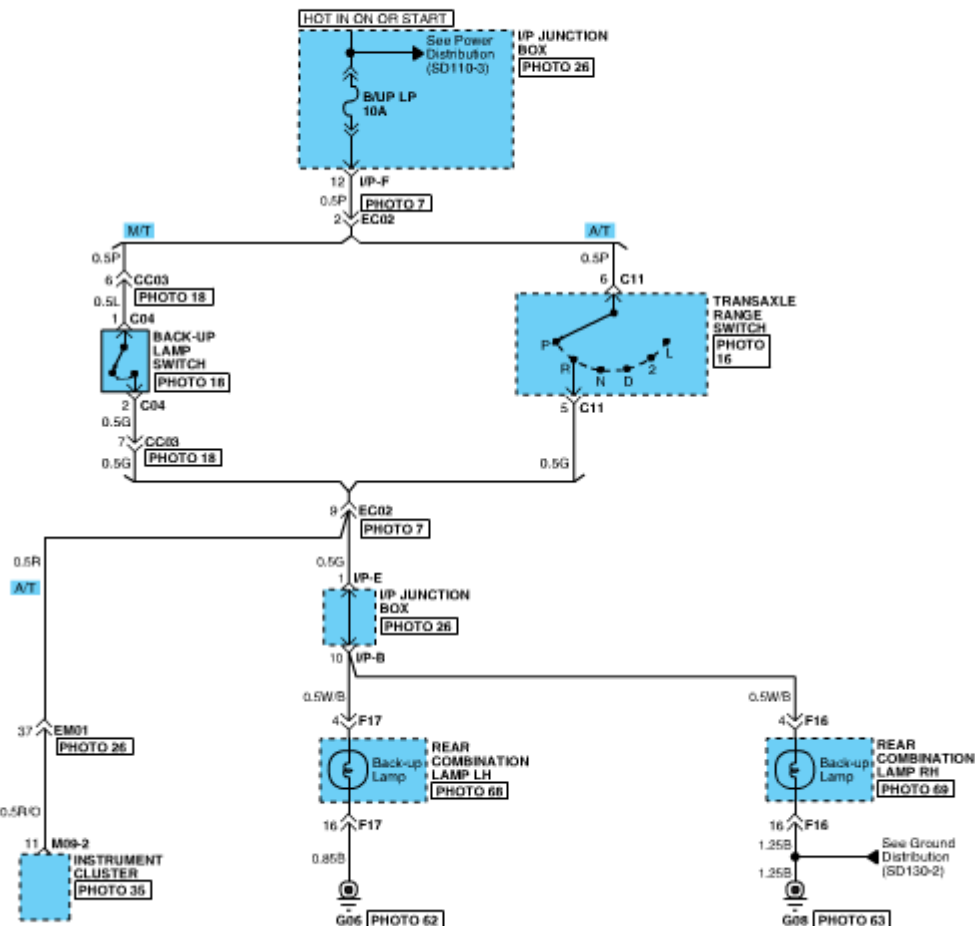 HOT IN ON OR START
See Power
Distribution
(SD110-3)
I/P JUNCTION
BOX
PHOTO 26
B/UP LP
10A
12 I/P-F
0.5P
PHOTO 7
2 EC02
M/T
A/T
0.5P
0.5P
6 CC03
PHOTO 18
6 C11
0.5L
1 C04
BACK-UP
LAMP
SWITCH
PHOTO 18
TRANSAXLE
RANGE
SWITCH
PHOTO
16
P
R
N
D
2
L
2 C04
5 C11
0.5G
7 CC03
PHOTO 18
0.5G
0.5G
9 EC02
PHOTO 7
0.5R
A/T
0.5G
1 I/P-E
I/P JUNCTION
BOX
PHOTO 26
10 I/P-B
0.5W/B
0.5W/B
37 EM01
PHOTO 26
4 F17
4 F16
Back-up
Lamp
REAR
COMBINATION
LAMP LH
PHOTO 68
Back-up
Lamp
REAR
COMBINATION
LAMP RH
PHOTO 69
0.5R/O
16 F17
16 F16
11 M09-2
INSTRUMENT
CLUSTER
PHOTO 35
0.85B
1.25B
See Ground
Distribution
(SD130-2)
1.25B
G06 PHOTO 62
G08 PHOTO 63